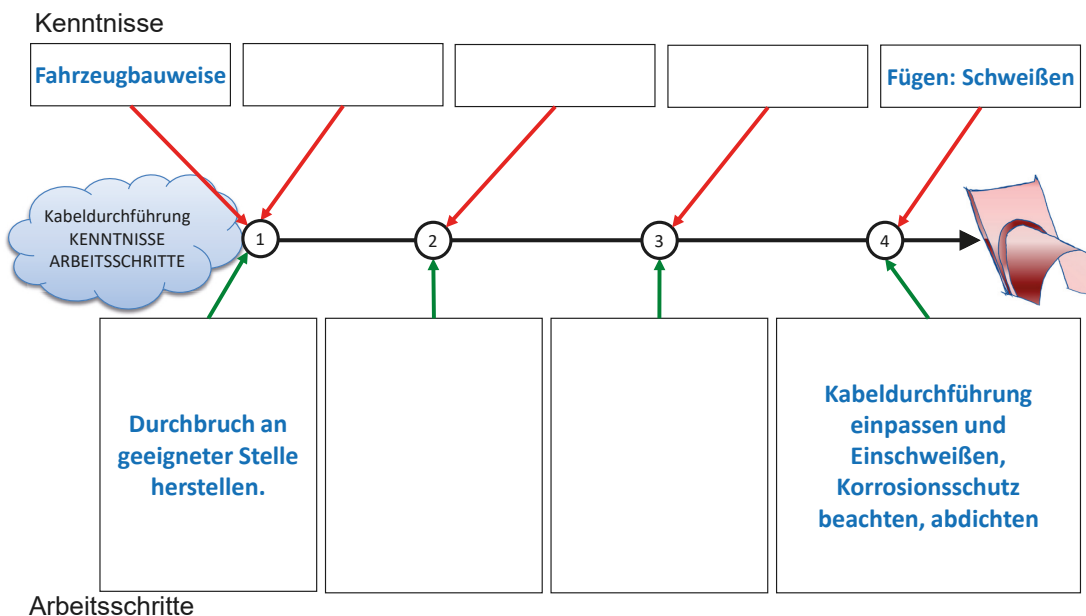 Kenntnisse
Fahrzeugbauweise
Fügen: Schweißen
Kabeldurchführung
KENNTNISSE
ARBEITSSCHRITTE
1
2
3
4
Durchbruch an
geeigneter Stelle
herstellen.
Kabeldurchführung
einpassen und
Einschweißen,
Korrosionsschutz
beachten, abdichten
Arbeitsschritte